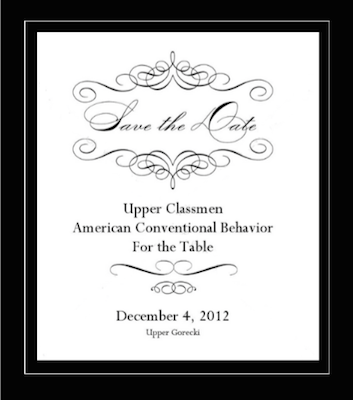 Save the Date
Upper Classmen
American Conventional Behavior
For the Table
December 4, 2012
Upper Gorecki